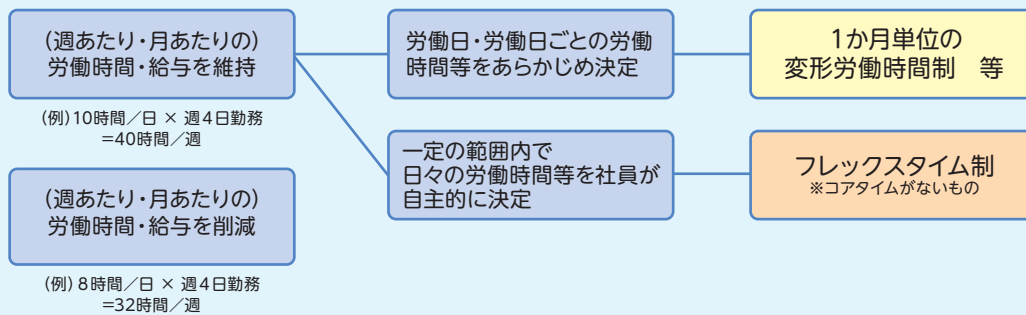 (週あたり・月あたりの)
労働時間・給与を維持
(例)10時間／日 × 週4日勤務
=40時間／週
(週あたり・月あたりの)
労働時間・給与を削減
(例) 8時間／日 × 週4日勤務
=32時間／週
労働日・労働日ごとの労働
時間等をあらかじめ決定
一定の範囲内で
日々の労働時間等を社員が
自主的に決定
1か月単位の
変形労働時間制　等
フレックスタイム制
※コアタイムがないもの